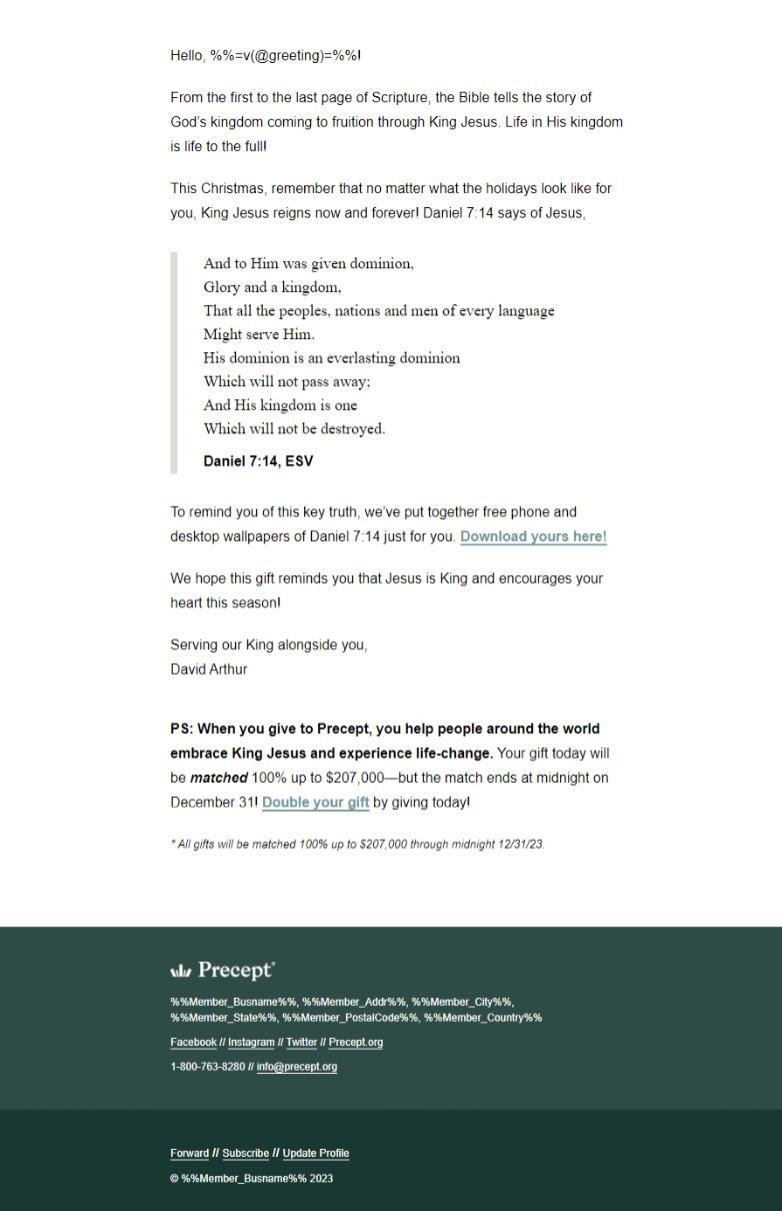 Hello, %%=v(@greeting)=%%!
From the first to the last page of Scripture, the Bible tells the story of
God's kingdom coming to fruition through King Jesus. Life in His kingdom
is life to the full!
This Christmas, remember that no matter what the holidays look like for
you, King Jesus reigns now and forever! Daniel 7:14 says of Jesus,
And to Him was given dominion,
Glory and a kingdom,
That all the peoples, nations and men of every language
Might serve Him.
His dominion is an everlasting dominion
Which will not pass away;
And His kingdom is one
Which will not be destroyed.
Daniel 7:14, ESV
To remind you of this key truth, we've put together free phone and
desktop wallpapers of Daniel 7:14 just for you. Download yours here!
We hope this gift reminds you that Jesus is King and encourages your
heart this season!
Serving our King alongside you,
David Arthur
PS: When you give to Precept, you help people around the world
embrace King Jesus and experience life-change. Your gift today will
be matched 100% up to $207,000—but the match ends at midnight on
December 31! Double your gift by giving today!
* All gifts will be matched 100% up to $207,000 through midnight 12/31/23.
Precept®
%%Member_Busname%%, %%Member_Addr%%, %%Member_City%%,
%%Member_State%%, %%Member_PostalCode%%, %%Member_Country%%
Facebook // Instagram // Twitter // Precept.org
1-800-763-8280 // info@precept.org
Forward // Subscribe // Update Profile
© %%Member_Busname%% 2023